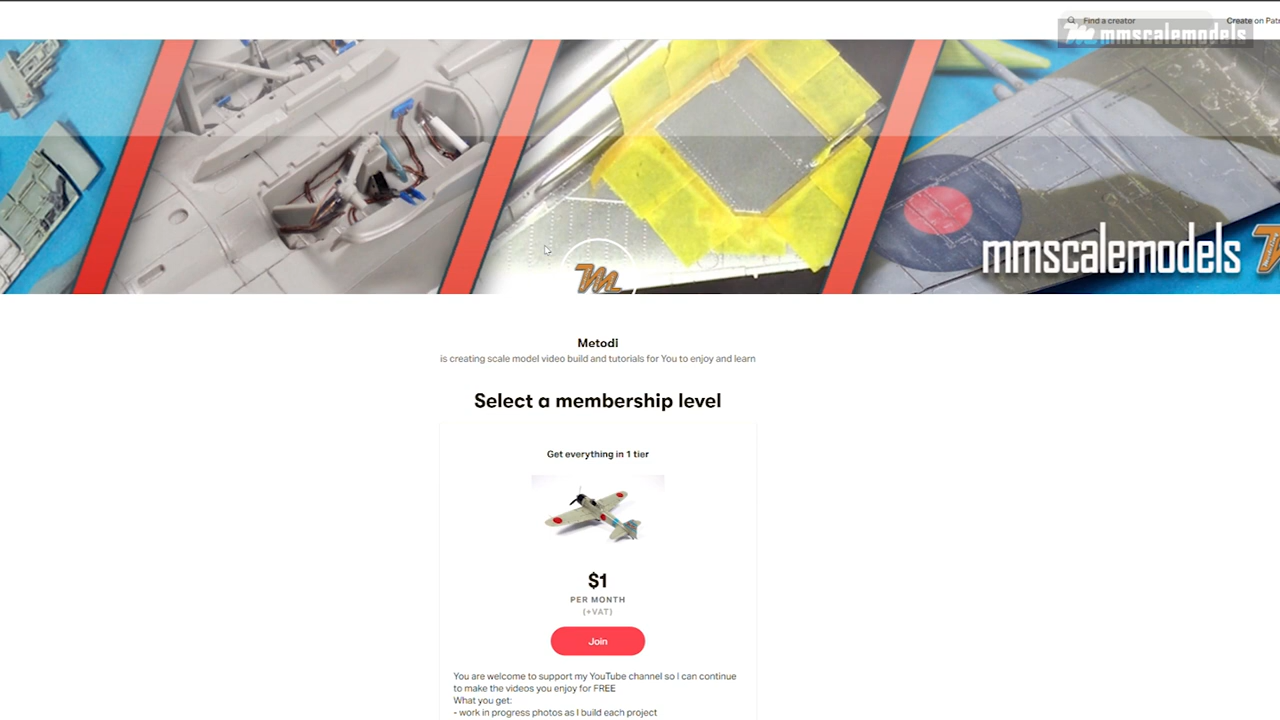 Find a creator
Create on Patr
mmscalemodels
mmscalemodels
Metodi
is creating scale model video build and tutorials for You to enjoy and learn
Select a membership level
Get everything in 1 tier
$1
PER MONTH
(+VAT)
Join
You are welcome to support my YouTube channel so I can continue
to make the videos you enjoy for FREE
What you get:
- work in progress photos as I build each project